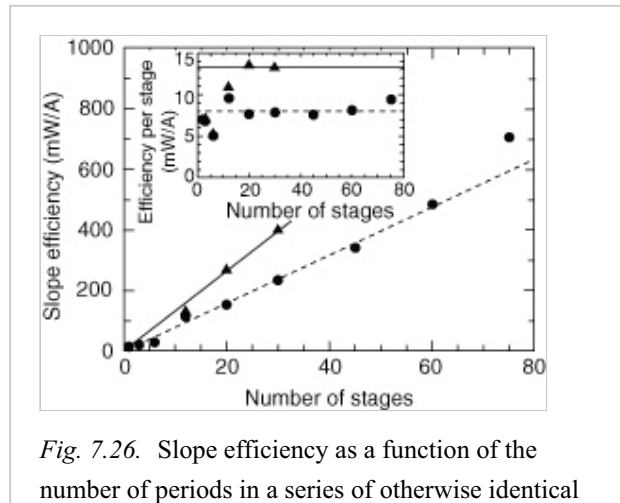 1000
800
600
400
200
0
Slope efficiency (mW/A)
15
10
5
0
Efficiency per stage
(mW/A)
0 20 40 60 80
Number of stages
0 20 40 60 80
Number of stages
Fig. 7.26. Slope efficiency as a function of the
number of periods in a series of otherwise identical